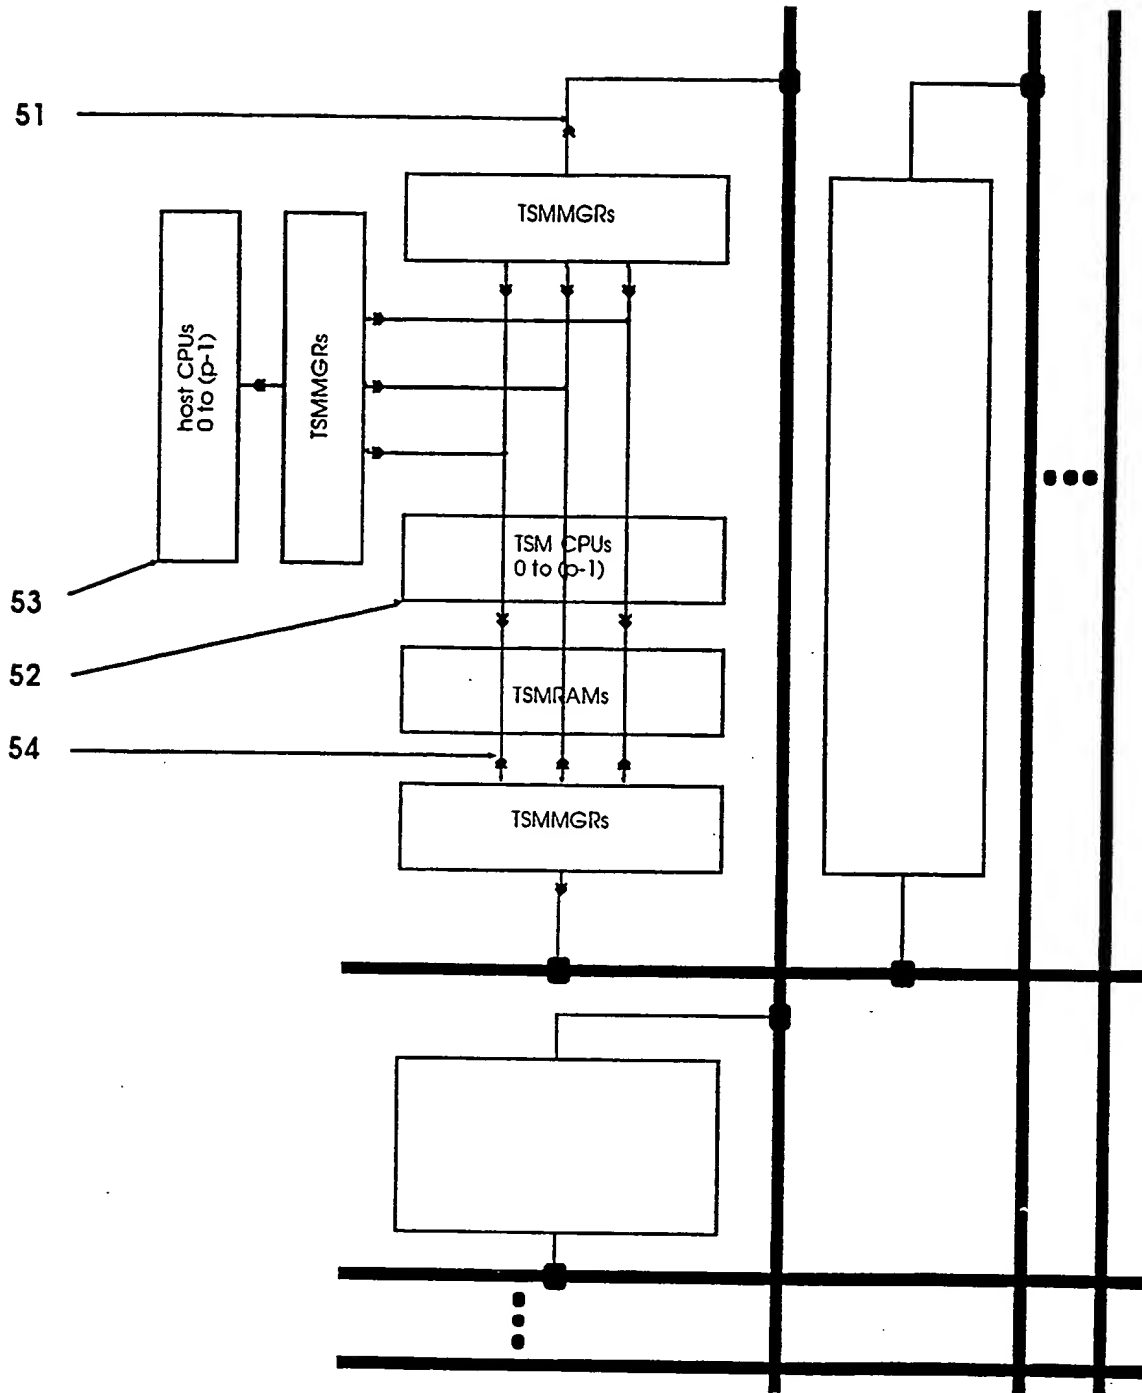 51
TSMMGRs
host CPUs
0 to (p-1)
TSMMGRs
TSM CPUs
0 to (p-1)
53
52
TSMRAMs
54
TSMMGRs